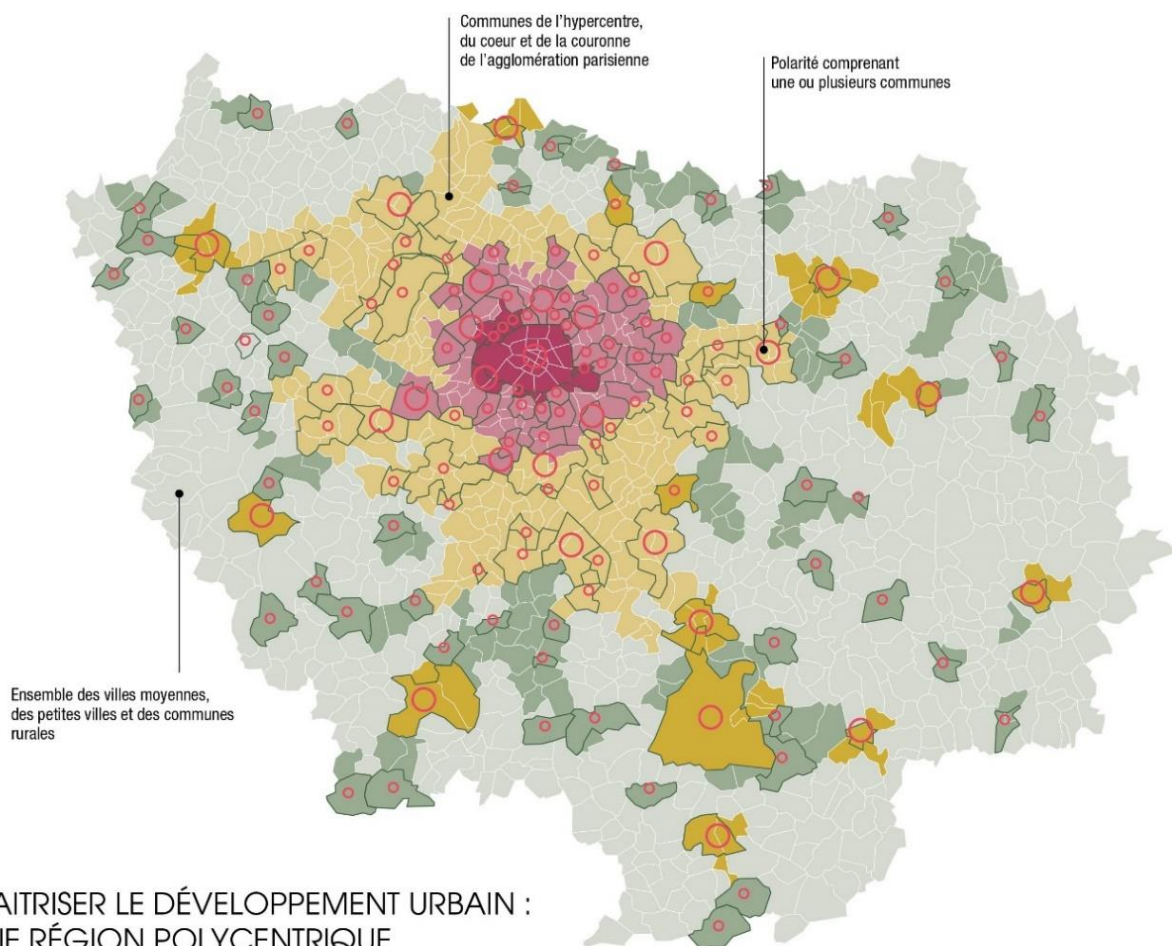 Communes de l'hypercentre,
du coeur et de la couronne
de l'agglomération parisienne
Polarité comprenant
une ou plusieurs communes
Ensemble des villes moyennes,
des petites villes et des communes
rurales
AITRISER LE DÉVELOPPEMENT URBAIN :
NE RÉGION POLYCENTRIQUE